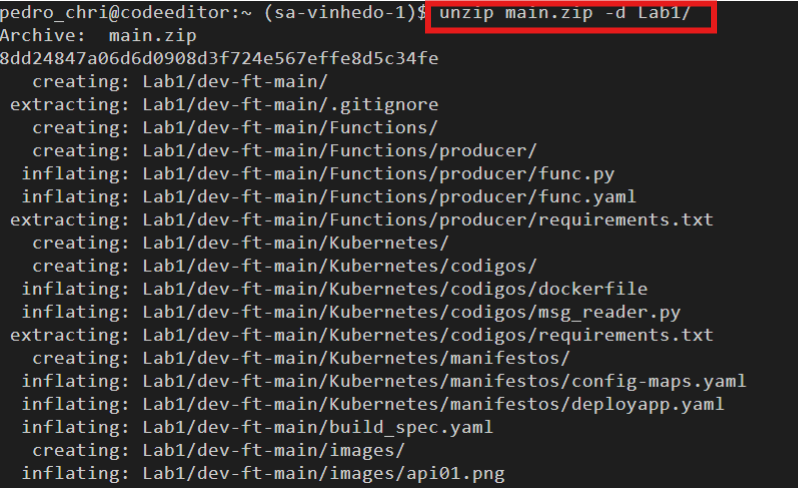 pedro_chri@codeeditor:~ (sa-vinhedo-1)$ unzip main.zip -d Lab1/
Archive:  main.zip
8dd24847a06d6d0908d3f724e567effe8d5c34fe
   creating: Lab1/dev-ft-main/
 extracting: Lab1/dev-ft-main/.gitignore
   creating: Lab1/dev-ft-main/Functions/
   creating: Lab1/dev-ft-main/Functions/producer/
  inflating: Lab1/dev-ft-main/Functions/producer/func.py
  inflating: Lab1/dev-ft-main/Functions/producer/func.yaml
 extracting: Lab1/dev-ft-main/Functions/producer/requirements.txt
   creating: Lab1/dev-ft-main/Kubernetes/
   creating: Lab1/dev-ft-main/Kubernetes/codigos/
  inflating: Lab1/dev-ft-main/Kubernetes/codigos/dockerfile
  inflating: Lab1/dev-ft-main/Kubernetes/codigos/msg_reader.py
 extracting: Lab1/dev-ft-main/Kubernetes/codigos/requirements.txt
   creating: Lab1/dev-ft-main/Kubernetes/manifestos/
  inflating: Lab1/dev-ft-main/Kubernetes/manifestos/config-maps.yaml
  inflating: Lab1/dev-ft-main/Kubernetes/manifestos/deployapp.yaml
  inflating: Lab1/dev-ft-main/build_spec.yaml
   creating: Lab1/dev-ft-main/images/
  inflating: Lab1/dev-ft-main/images/api01.png